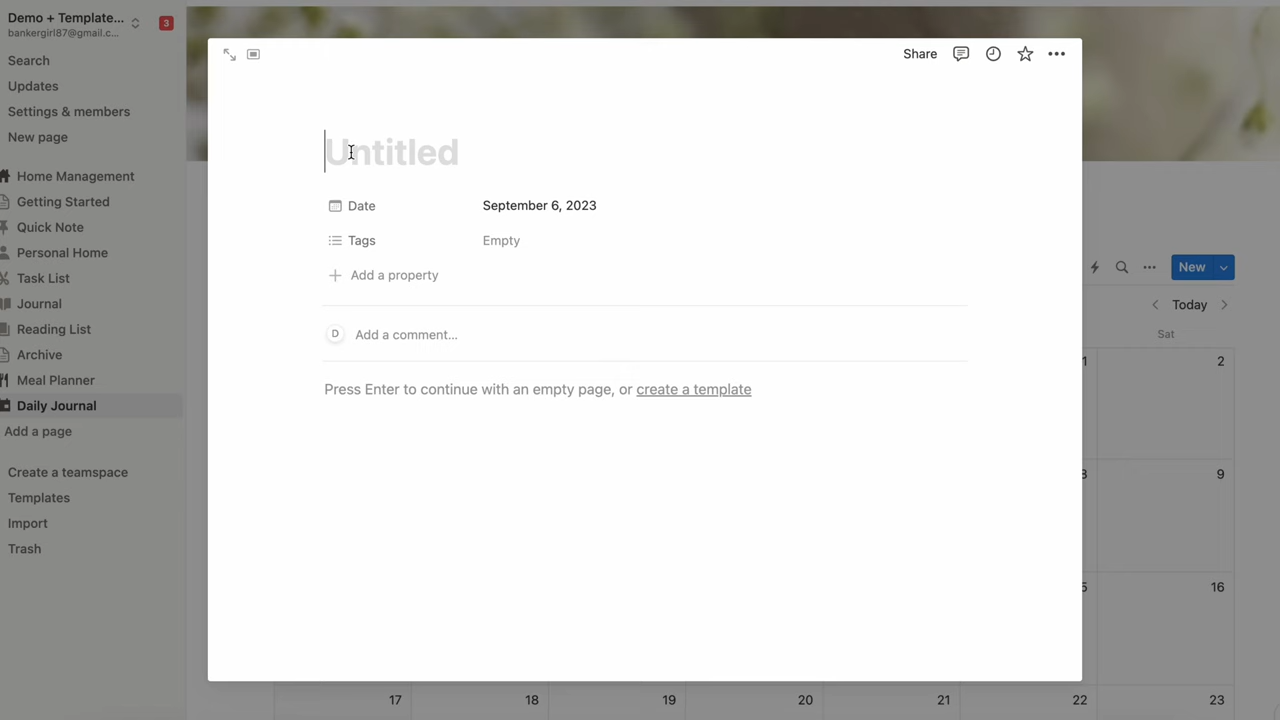 Demo + Template...
3
bankergirl87@gmail.c...
Search
Updates
Settings & members
New page
Home Management
Getting Started
Quick Note
Personal Home
Task List
Journal
Reading List
Archive
Meal Planner
Daily Journal
Add a page
Create a teamspace
Templates
Import
Trash
Share
Untitled
Date September 6, 2023
Tags Empty
Add a property
D Add a comment...
Press Enter to continue with an empty page, or create a template
New
Today
Sat
1 2
9
16
17 18 19 20 21 22 23